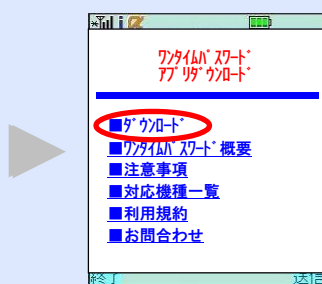 ﾜﾝﾀｲﾑﾊﾟｽﾜｰﾄﾞ
ｱﾌﾟﾘﾀﾞｳﾝﾛｰﾄﾞ
■ﾀﾞｳﾝﾛｰﾄﾞ
■ﾜﾝﾀｲﾑﾊﾟｽﾜｰﾄﾞ概要
■注意事項
■対応機種一覧
■利用規約
■お問合わせ
終了 送信